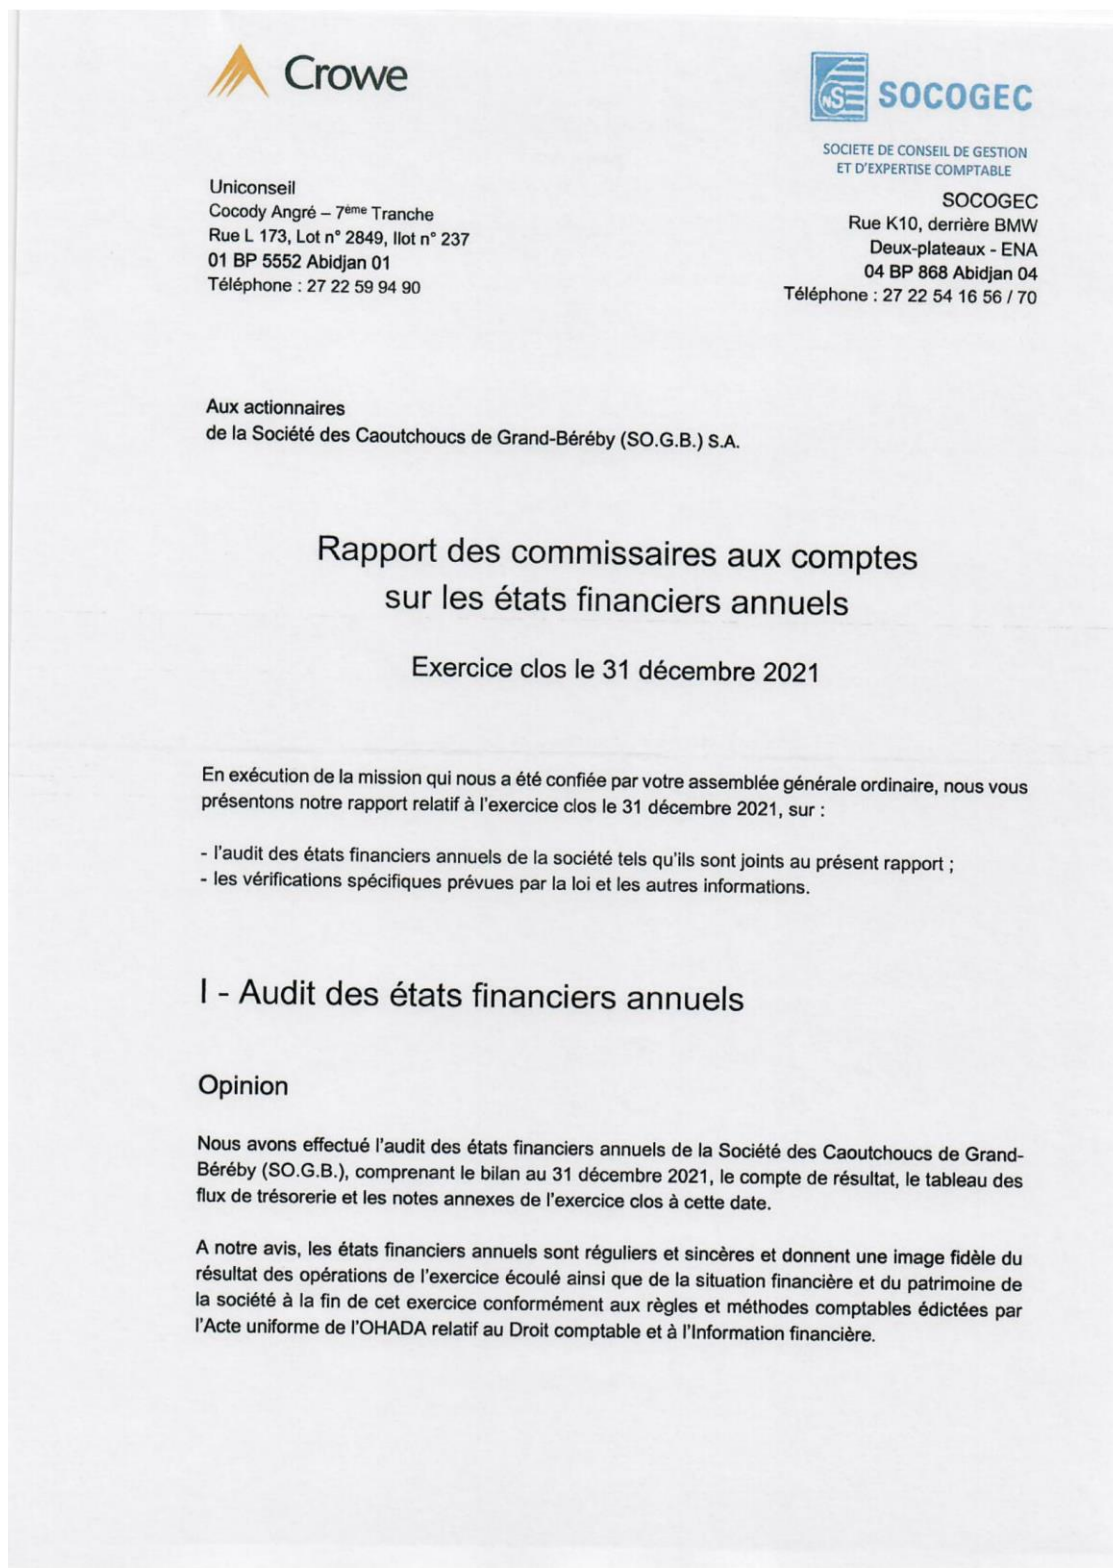 Crowe
NSE
SOCOGEC
SOCIETE DE CONSEIL DE GESTION
ET D'EXPERTISE COMPTABLE
Uniconseil
Cocody Angré – 7ème Tranche
Rue L 173, Lot n° 2849, Ilot n° 237
01 BP 5552 Abidjan 01
Téléphone : 27 22 59 94 90
SOCOGEC
Rue K10, derrière BMW
Deux-plateaux - ENA
04 BP 868 Abidjan 04
Téléphone : 27 22 54 16 56 / 70
Aux actionnaires
de la Société des Caoutchoucs de Grand-Béréby (SO.G.B.) S.A.
Rapport des commissaires aux comptes
sur les états financiers annuels
Exercice clos le 31 décembre 2021
En exécution de la mission qui nous a été confiée par votre assemblée générale ordinaire, nous vous
présentons notre rapport relatif à l'exercice clos le 31 décembre 2021, sur :
- l'audit des états financiers annuels de la société tels qu'ils sont joints au présent rapport ;
- les vérifications spécifiques prévues par la loi et les autres informations.
I - Audit des états financiers annuels
Opinion
Nous avons effectué l'audit des états financiers annuels de la Société des Caoutchoucs de Grand-
Béréby (SO.G.B.), comprenant le bilan au 31 décembre 2021, le compte de résultat, le tableau des
flux de trésorerie et les notes annexes de l'exercice clos à cette date.
A notre avis, les états financiers annuels sont réguliers et sincères et donnent une image fidèle du
résultat des opérations de l'exercice écoulé ainsi que de la situation financière et du patrimoine de
la société à la fin de cet exercice conformément aux règles et méthodes comptables édictées par
l'Acte uniforme de l'OHADA relatif au Droit comptable et à l'Information financière.